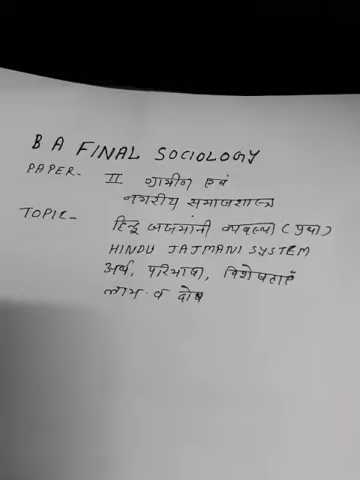 B A FINAL SOCIOLOGY
PAPER- II ग्रामीण एवं
नगरीय समाजशास्त्र
TOPIC- हिन्दू जजमानी व्यवस्था (प्रथा)
HINDU JAJMANI SYSTEM
अर्थ, परिभाषा, विशेषताएँ
लाभ व दोष